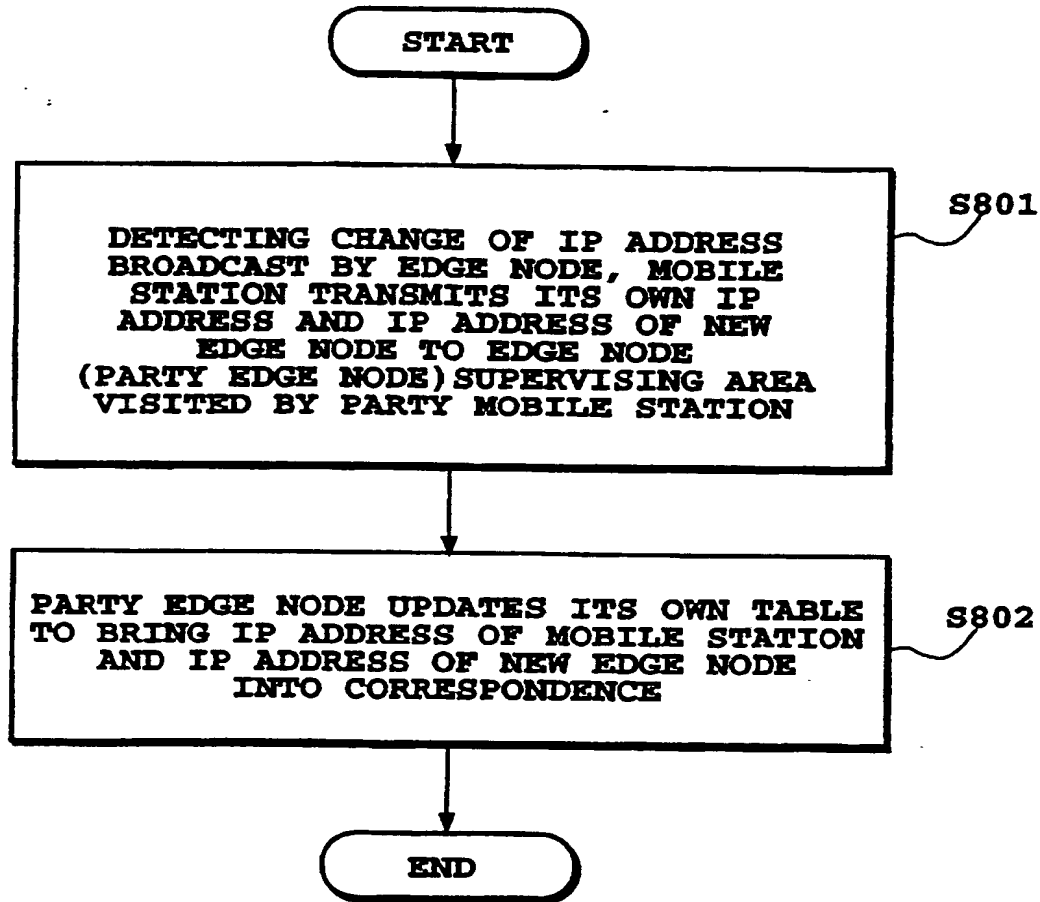 START
S801
DETECTING CHANGE OF IP ADDRESS
BROADCAST BY EDGE NODE, MOBILE
STATION TRANSMITS ITS OWN IP
ADDRESS AND IP ADDRESS OF NEW
EDGE NODE TO EDGE NODE
(PARTY EDGE NODE)SUPERVISING AREA
VISITED BY PARTY MOBILE STATION
S802
PARTY EDGE NODE UPDATES ITS OWN TABLE
TO BRING IP ADDRESS OF MOBILE STATION
AND IP ADDRESS OF NEW EDGE NODE
INTO CORRESPONDENCE
END